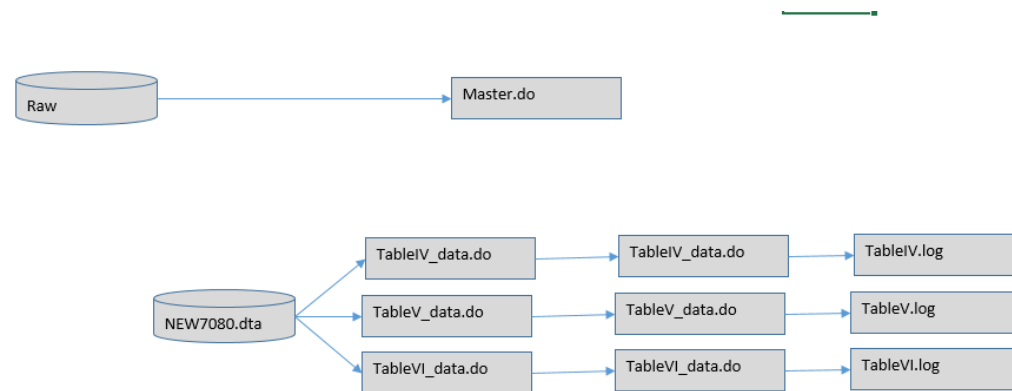 Raw
Master.do
TableIV_data.do
TableIV_data.do
TableIV.log
NEW7080.dta
TableV_data.do
TableV_data.do
TableV.log
TableVI_data.do
TableVI_data.do
TableVI.log